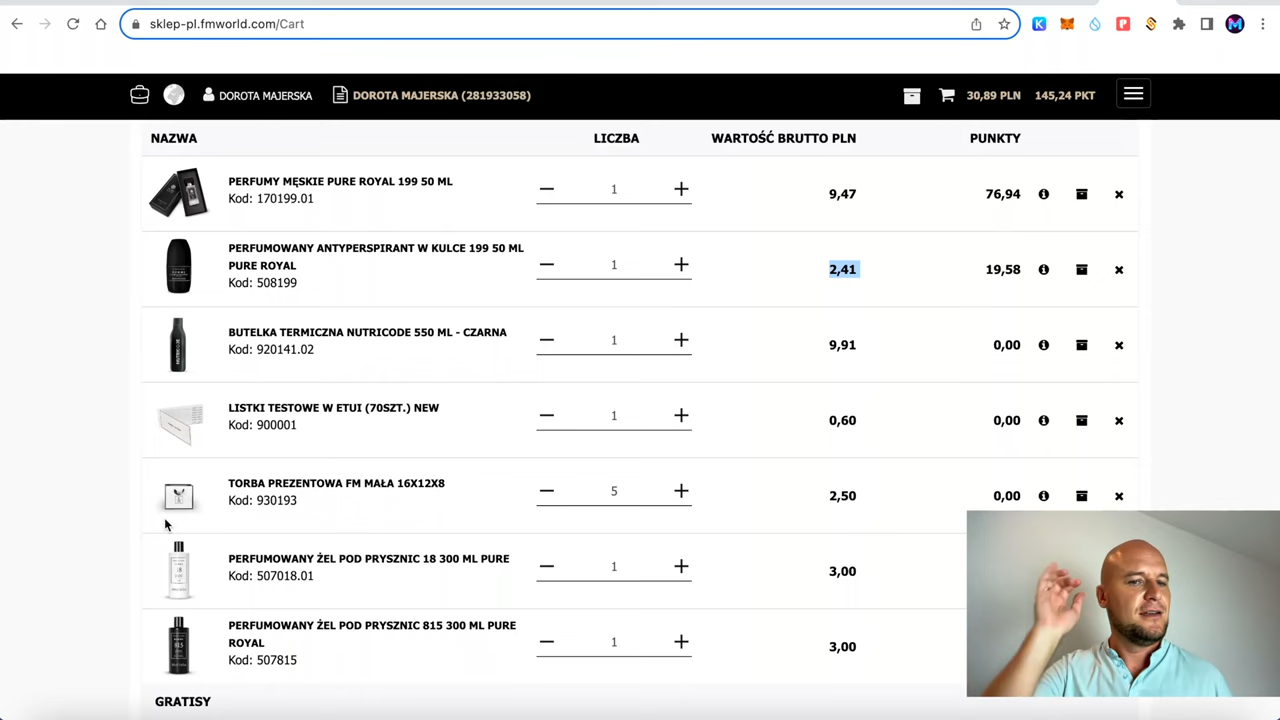 sklep-pl.fmworld.com/Cart
DOROTA MAJERSKA DOROTA MAJERSKA (281933058) 30,89 PLN 145,24 PKT
NAZWA LICZBA WARTOŚĆ BRUTTO PLN PUNKTY
PERFUMY MĘSKIE PURE ROYAL 199 50 ML
Kod: 170199.01
1 9,47 76,94
PERFUMOWANY ANTYPERSPIRANT W KULCE 199 50 ML
PURE ROYAL
Kod: 508199
1 2,41 19,58
BUTELKA TERMICZNA NUTRICODE 550 ML - CZARNA
Kod: 920141.02
1 9,91 0,00
LISTKI TESTOWE W ETUI (70SZT.) NEW
Kod: 900001
1 0,60 0,00
TORBA PREZENTOWA FM MAŁA 16X12X8
Kod: 930193
5 2,50 0,00
PERFUMOWANY ŻEL POD PRYSZNIC 18 300 ML PURE
Kod: 507018.01
1 3,00
PERFUMOWANY ŻEL POD PRYSZNIC 815 300 ML PURE
ROYAL
Kod: 507815
1 3,00
GRATISY